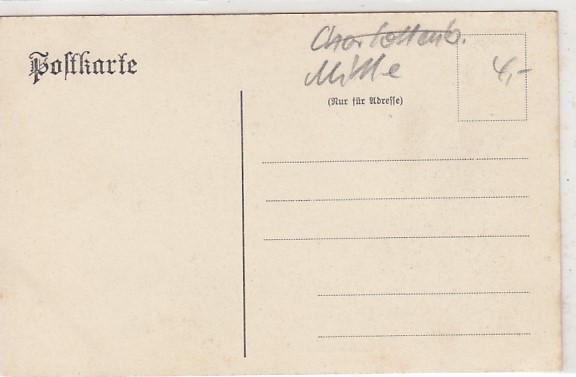 Charlottenb.
Mitte
4,-
Postkarte
(Nur für Adresse)